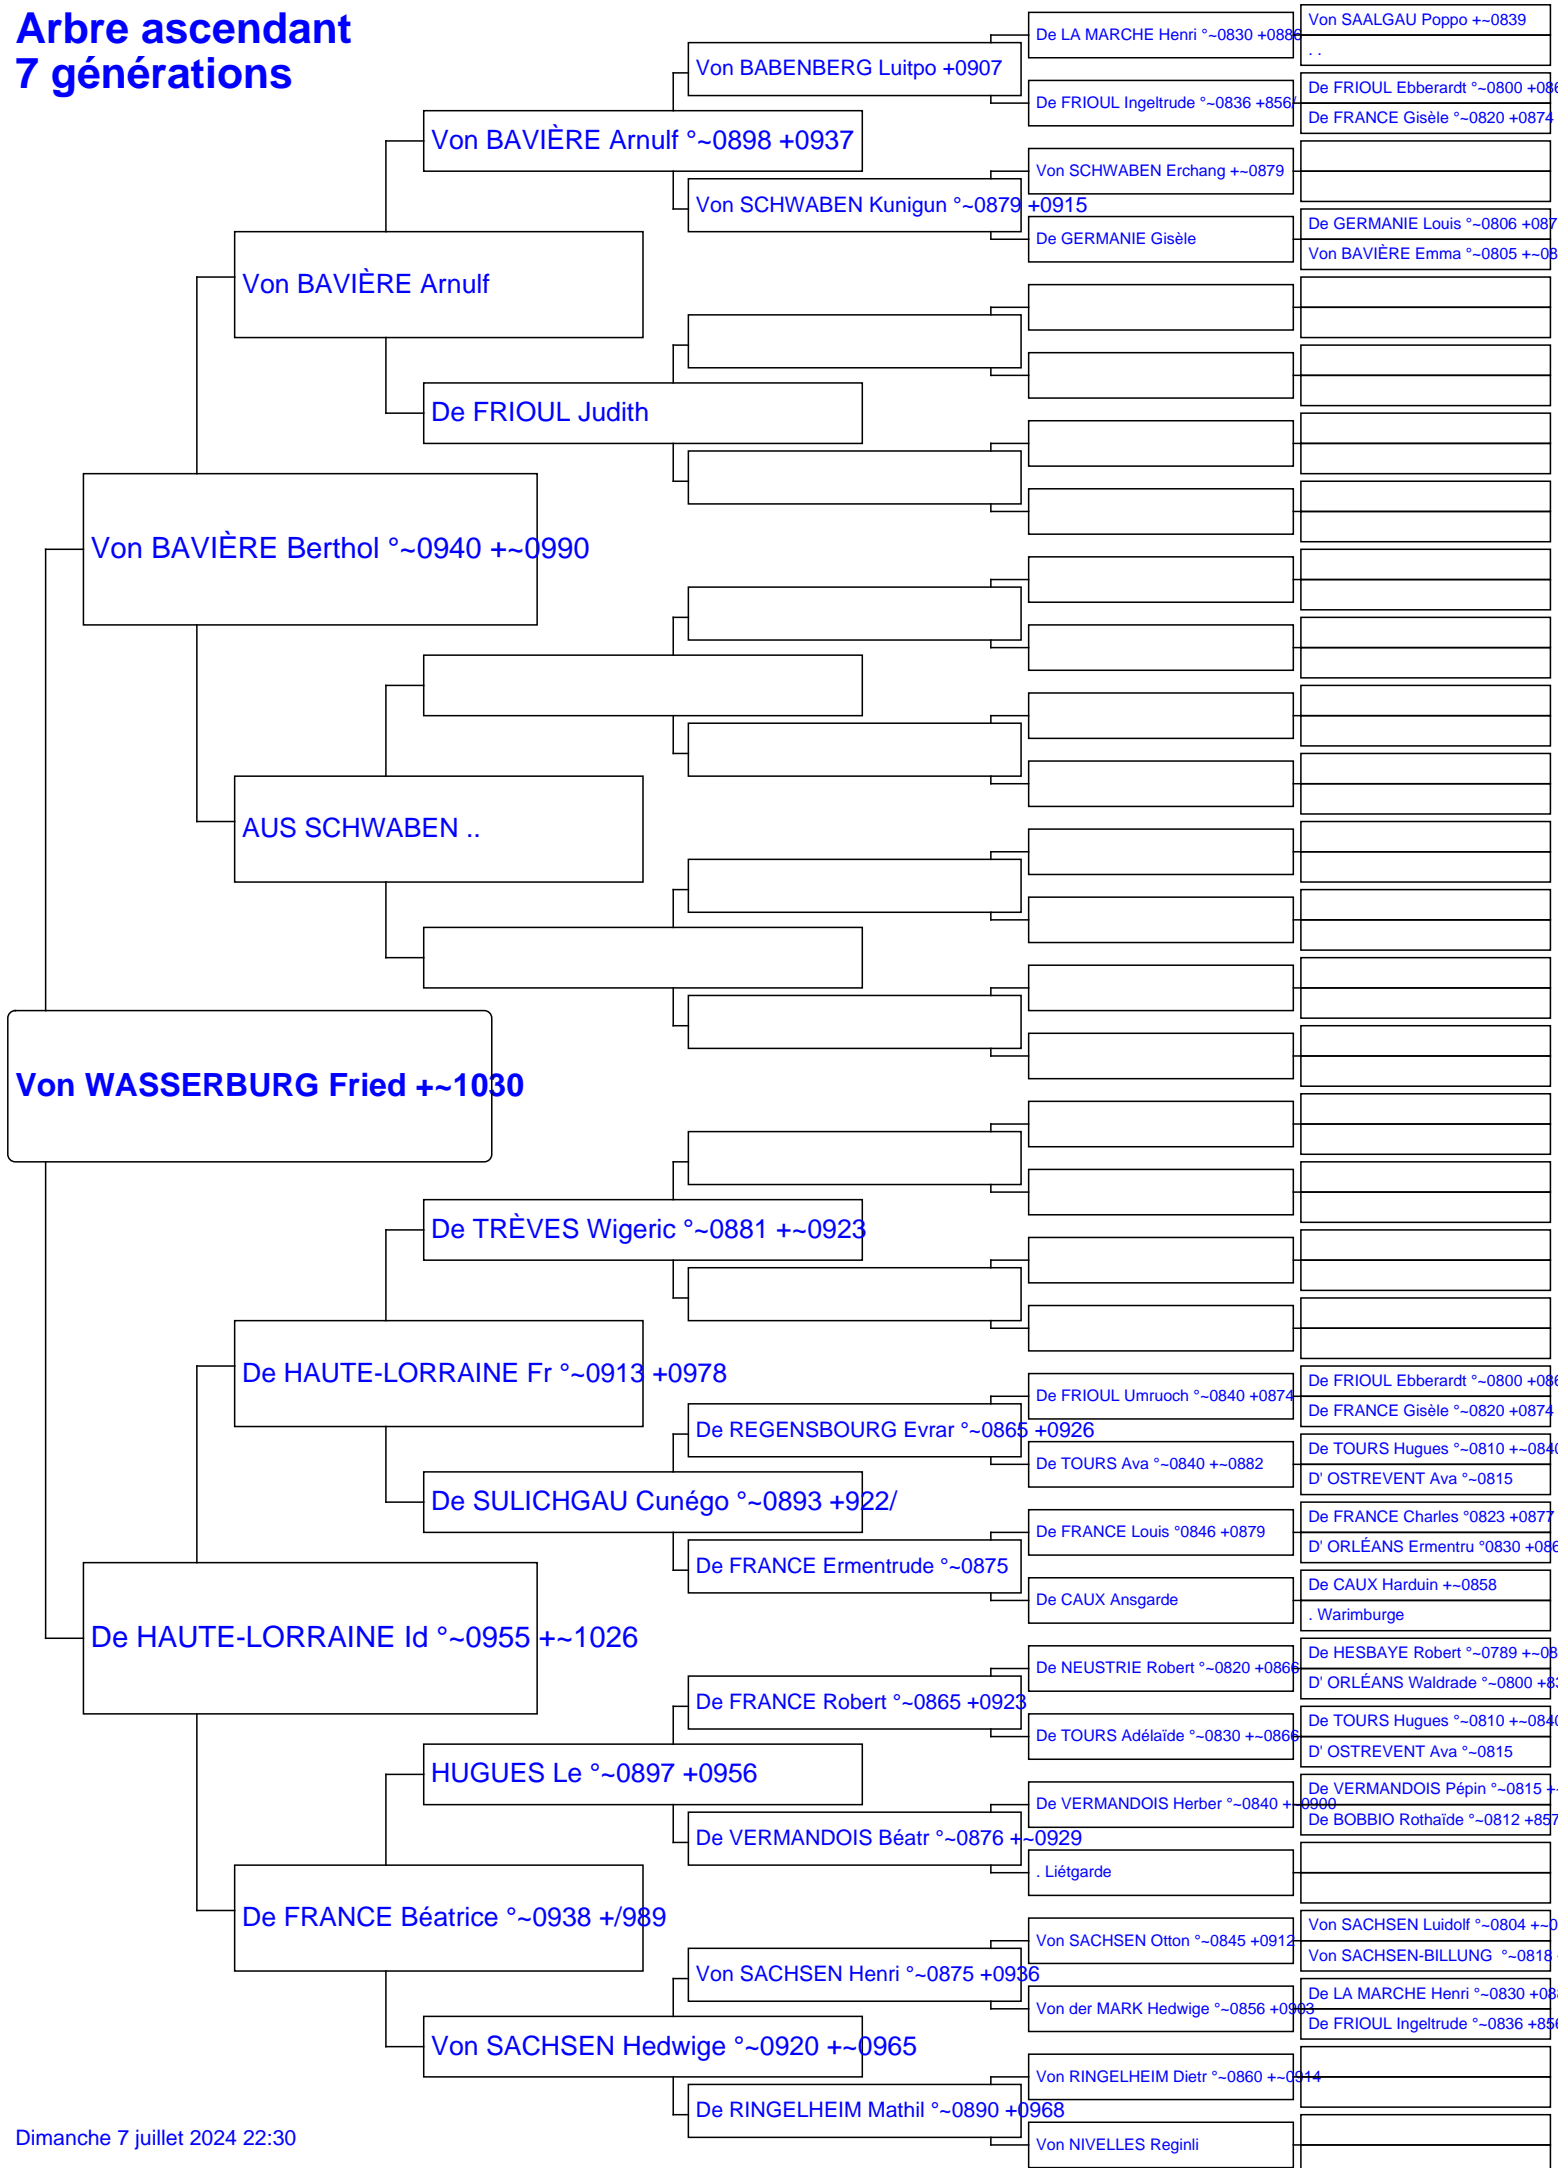 Arbre ascendant
7 générations
Von WASSERBURG Fried +~1030
Von BAVIÈRE Berthol °~0940 +~0990
De HAUTE-LORRAINE Id °~0955 +~1026
Von BAVIÈRE Arnulf
AUS SCHWABEN ..
De HAUTE-LORRAINE Fr °~0913 +0978
De FRANCE Béatrice °~0938 +/989
Von BAVIÈRE Arnulf °~0898 +0937
De FRIOUL Judith
De TRÈVES Wigeric °~0881 +~0923
De SULICHGAU Cunégo °~0893 +922/
HUGUES Le °~0897 +0956
Von SACHSEN Hedwige °~0920 +~0965
Von BABENBERG Luitpo +0907
Von SCHWABEN Kunigun °~0879 +0915
De REGENSBOURG Evrar °~0865 +0926
De FRANCE Ermentrude °~0875
De FRANCE Robert °~0865 +0923
De VERMANDOIS Béatr °~0876 +~0929
Von SACHSEN Henri °~0875 +0936
De RINGELHEIM Mathil °~0890 +0968
De LA MARCHE Henri °~0830 +0886
De FRIOUL Ingeltrude °~0836 +856/
Von SCHWABEN Erchang +~0879
De GERMANIE Gisèle
De FRIOUL Umruoch °~0840 +0874
De TOURS Ava °~0840 +~0882
De FRANCE Louis °0846 +0879
De CAUX Ansgarde
De NEUSTRIE Robert °~0820 +0866
De TOURS Adélaïde °~0830 +~0866
De VERMANDOIS Herber °~0840 +~0900
. Liétgarde
Von SACHSEN Otton °~0845 +0912
Von der MARK Hedwige °~0856 +0903
Von RINGELHEIM Dietr °~0860 +~0914
Von NIVELLES Reginli
Von SAALGAU Poppo +~0839
. .
De FRIOUL Ebberardt °~0800 +086
De FRANCE Gisèle °~0820 +0874
De GERMANIE Louis °~0806 +087
Von BAVIÈRE Emma °~0805 +~08
De FRIOUL Ebberardt °~0800 +086
De FRANCE Gisèle °~0820 +0874
De TOURS Hugues °~0810 +~0840
D' OSTREVENT Ava °~0815
De FRANCE Charles °0823 +0877
D' ORLÉANS Ermentru °0830 +086
De CAUX Harduin +~0858
. Warimburge
De HESBAYE Robert °~0789 +~08
D' ORLÉANS Waldrade °~0800 +83
De TOURS Hugues °~0810 +~0840
D' OSTREVENT Ava °~0815
De VERMANDOIS Pépin °~0815 +~
De BOBBIO Rothaïde °~0812 +857
Von SACHSEN Luidolf °~0804 +~0
Von SACHSEN-BILLUNG °~0818
De LA MARCHE Henri °~0830 +088
De FRIOUL Ingeltrude °~0836 +856
Dimanche 7 juillet 2024 22:30